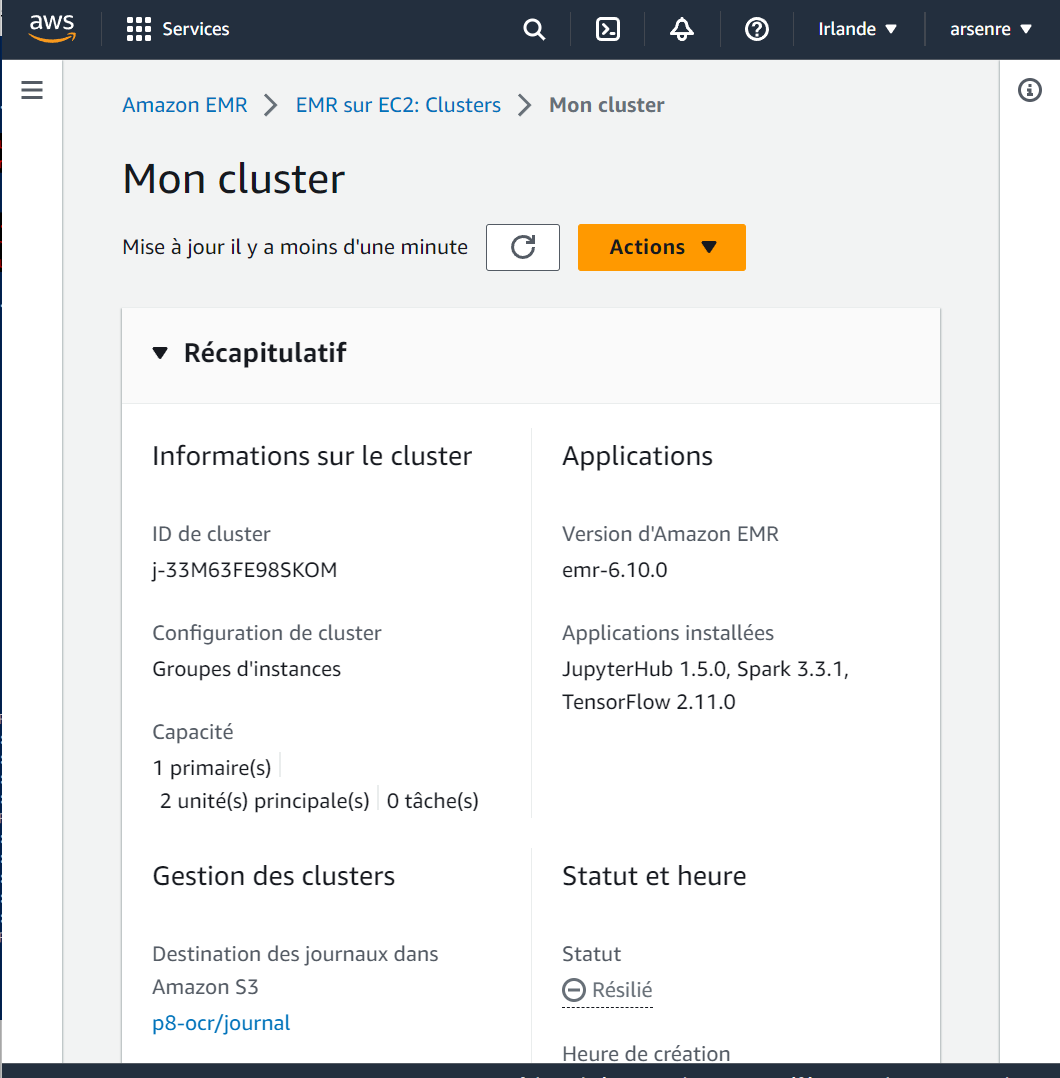 aws
Services
Irlande
arsenre
Amazon EMR
EMR sur EC2: Clusters
Mon cluster
Mon cluster
Mise à jour il y a moins d'une minute
Actions
Récapitulatif
Informations sur le cluster
ID de cluster
j-33M63FE98SKOM
Configuration de cluster
Groupes d'instances
Capacité
1 primaire(s)
2 unité(s) principale(s)
0 tâche(s)
Applications
Version d'Amazon EMR
emr-6.10.0
Applications installées
JupyterHub 1.5.0, Spark 3.3.1,
TensorFlow 2.11.0
Gestion des clusters
Destination des journaux dans
Amazon S3
p8-ocr/journal
Statut et heure
Statut
Résilié
Heure de création